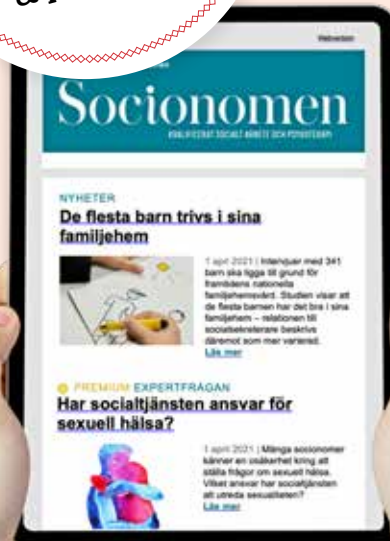 Webversion
Socionomen
KVALIFICERAT SOCIALT ARBETE OCH PSYKOTERAPI
NYHETER
De flesta barn trivs i sina
familjehem
1 april 2021 | Intervjuer med 341
barn ska ligga till grund för
framtidens nationella
familjehemsvård. Studien visar att
de flesta barnen har det bra i sina
familjehem – relationen till
socialsekreterare beskrivs
däremot som mer varierad.
Läs mer
PREMIUM EXPERTFRÅGAN
Har socialtjänsten ansvar för
sexuell hälsa?
1 april 2021 | Många socionomer
känner en osäkerhet kring att
ställa frågor om sexuell hälsa.
Vilket ansvar har socialtjänsten
att utreda sexualiteten?
Läs mer